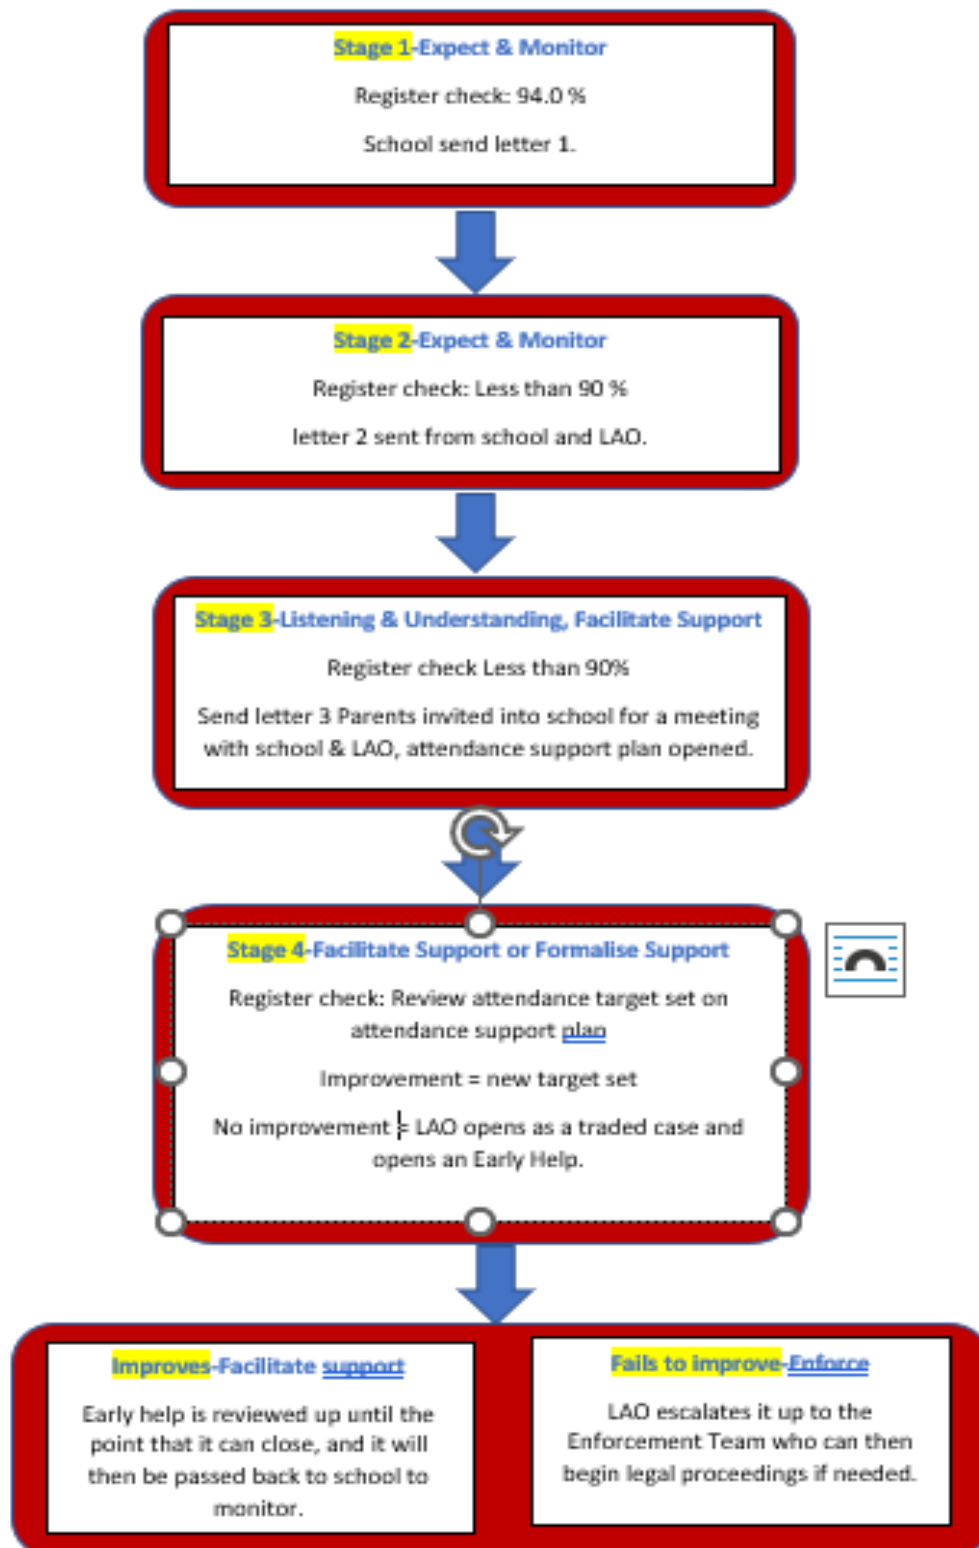 Stage 1-Expect & Monitor
Register check: 94.0 %
School send letter 1.
Stage 2-Expect & Monitor
Register check: Less than 90 %
letter 2 sent from school and LAO.
Stage 3-Listening & Understanding, Facilitate Support
Register check Less than 90%
Send letter 3 Parents invited into school for a meeting
with school & LAO, attendance support plan opened.
Stage 4-Facilitate Support or Formalise Support
Register check: Review attendance target set on
attendance support plan
Improvement = new target set
No improvement = LAO opens as a traded case and
opens an Early Help.
Improves-Facilitate support
Early help is reviewed up until the
point that it can close, and it will
then be passed back to school to
monitor.
Fails to improve-Enforce
LAO escalates it up to the
Enforcement Team who can then
begin legal proceedings if needed.